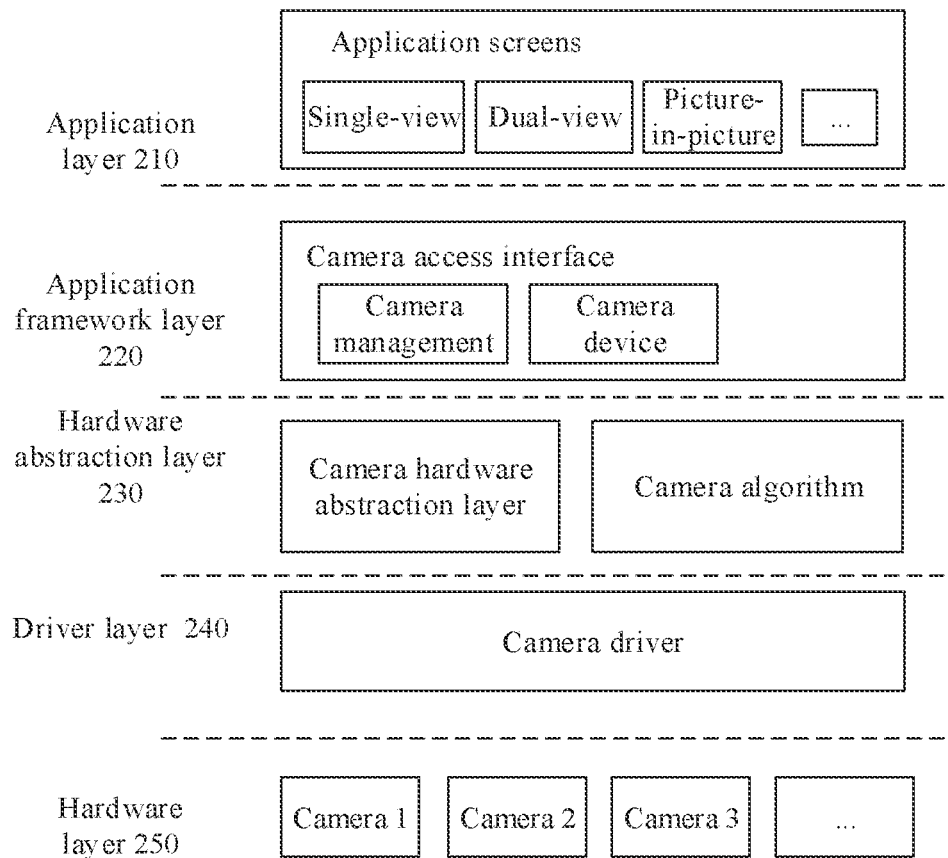 Application screens
Single-view
Dual-view
Picture-
in-picture
...
Application
layer 210
Camera access interface
Camera
management
Camera
device
Application
framework layer
220
Hardware
abstraction layer
230
Camera hardware
abstraction layer
Camera algorithm
Driver layer 240
Camera driver
Hardware
layer 250
Camera 1
Camera 2
Camera 3
...